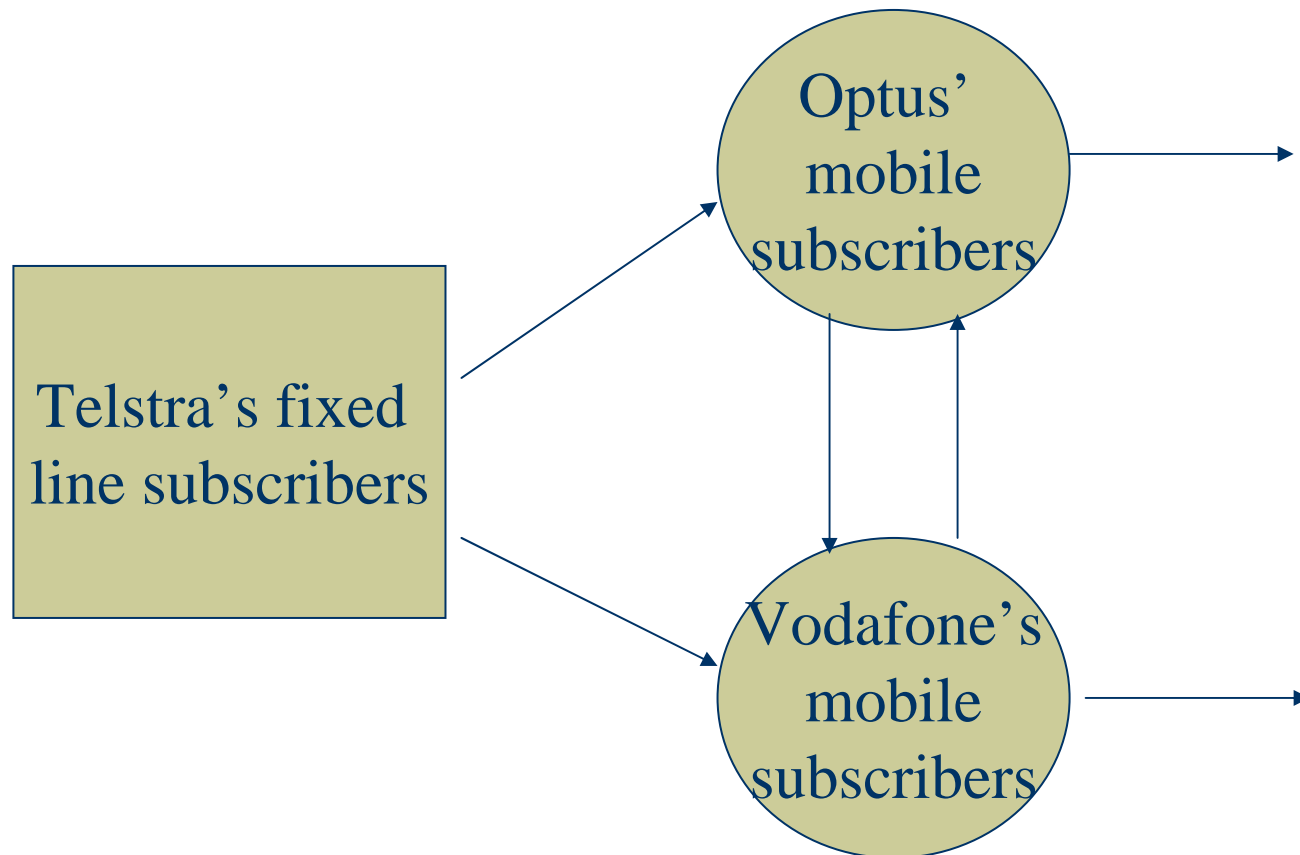 Optus’
mobile
subscribers
Telstra’s fixed
line subscribers
Vodafone’s
mobile
subscribers